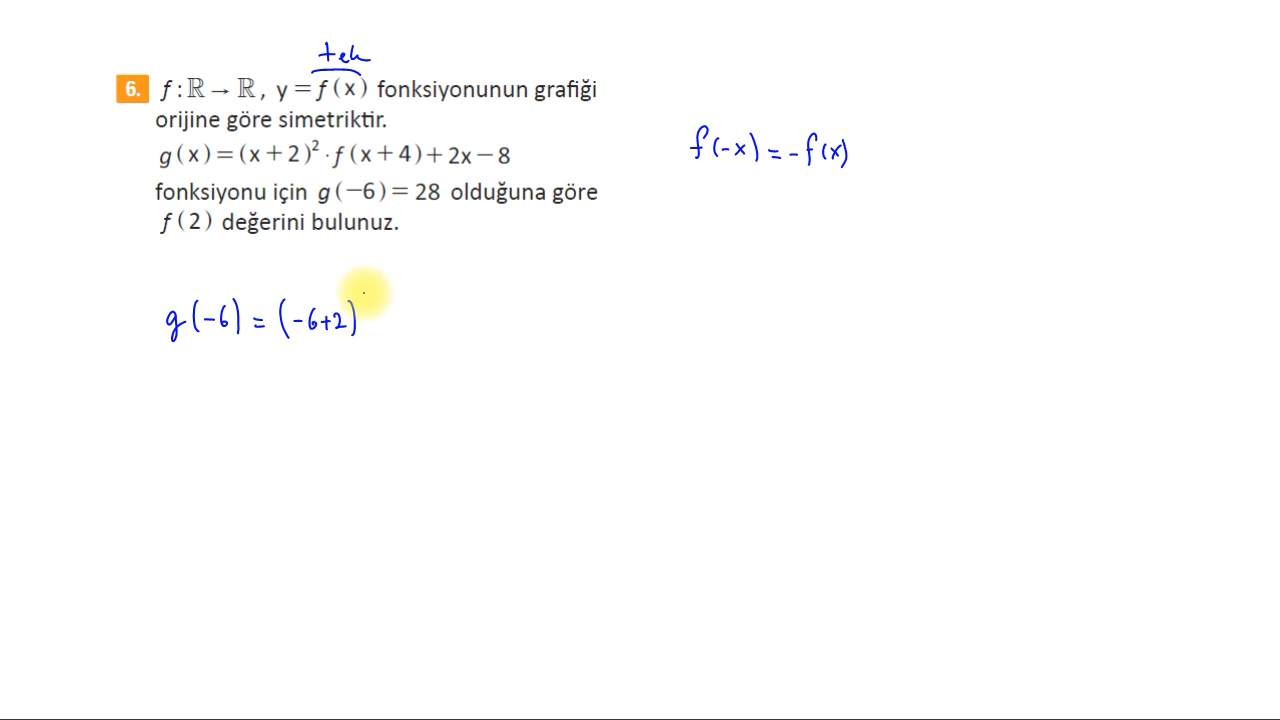 tek
6. f : ℝ → ℝ, y = f(x) fonksiyonunun grafiği
orijine göre simetriktir.
g(x) = (x + 2)² · f(x + 4) + 2x − 8
fonksiyonu için g(−6) = 28 olduğuna göre
f(2) değerini bulunuz.
f(-x) = -f(x)
g(-6) = (-6+2)